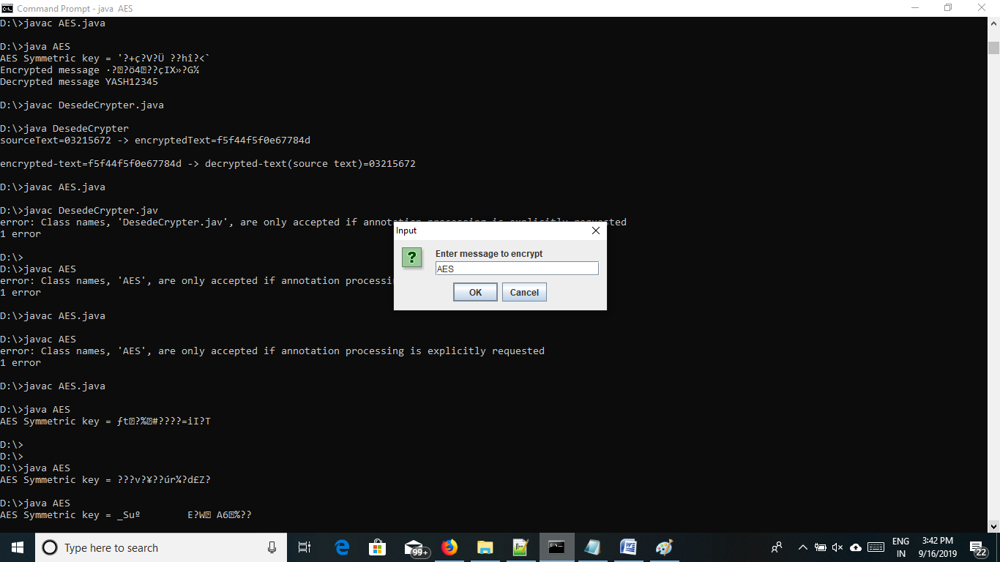 Command Prompt - java  AES
D:\>javac AES.java
D:\>java AES
AES Symmetric key = '?+ç?V?Ü ??hî?<`
Encrypted message ·??ö4??çIX»?G½
Decrypted message YASH12345
D:\>javac DesedeCrypter.java
D:\>java DesedeCrypter
sourceText=03215672 -> encryptedText=f5f44f5f0e67784d
encrypted-text=f5f44f5f0e67784d -> decrypted-text(source text)=03215672
D:\>javac AES.java
D:\>javac DesedeCrypter.jav
error: Class names, 'DesedeCrypter.jav', are only accepted if annotation processing is explicitly requested
1 error
D:\>
D:\>javac AES
error: Class names, 'AES', are only accepted if annotation processi
1 error
D:\>javac AES.java
D:\>javac AES
error: Class names, 'AES', are only accepted if annotation processing is explicitly requested
1 error
D:\>javac AES.java
D:\>java AES
AES Symmetric key = ƒt?%#????=iI?T
D:\>
D:\>
D:\>java AES
AES Symmetric key = ???v?¥??úr¼?d£Z?
D:\>java AES
AES Symmetric key = _Suº        E?W A6%??
Input
Enter message to encrypt
AES
OK Cancel
Type here to search
99+
ENG
IN
3:42 PM
9/16/2019
22